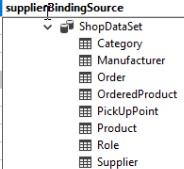 supplierBindingSource
ShopDataSet
Category
Manufacturer
Order
OrderedProduct
PickUpPoint
Product
Role
Supplier